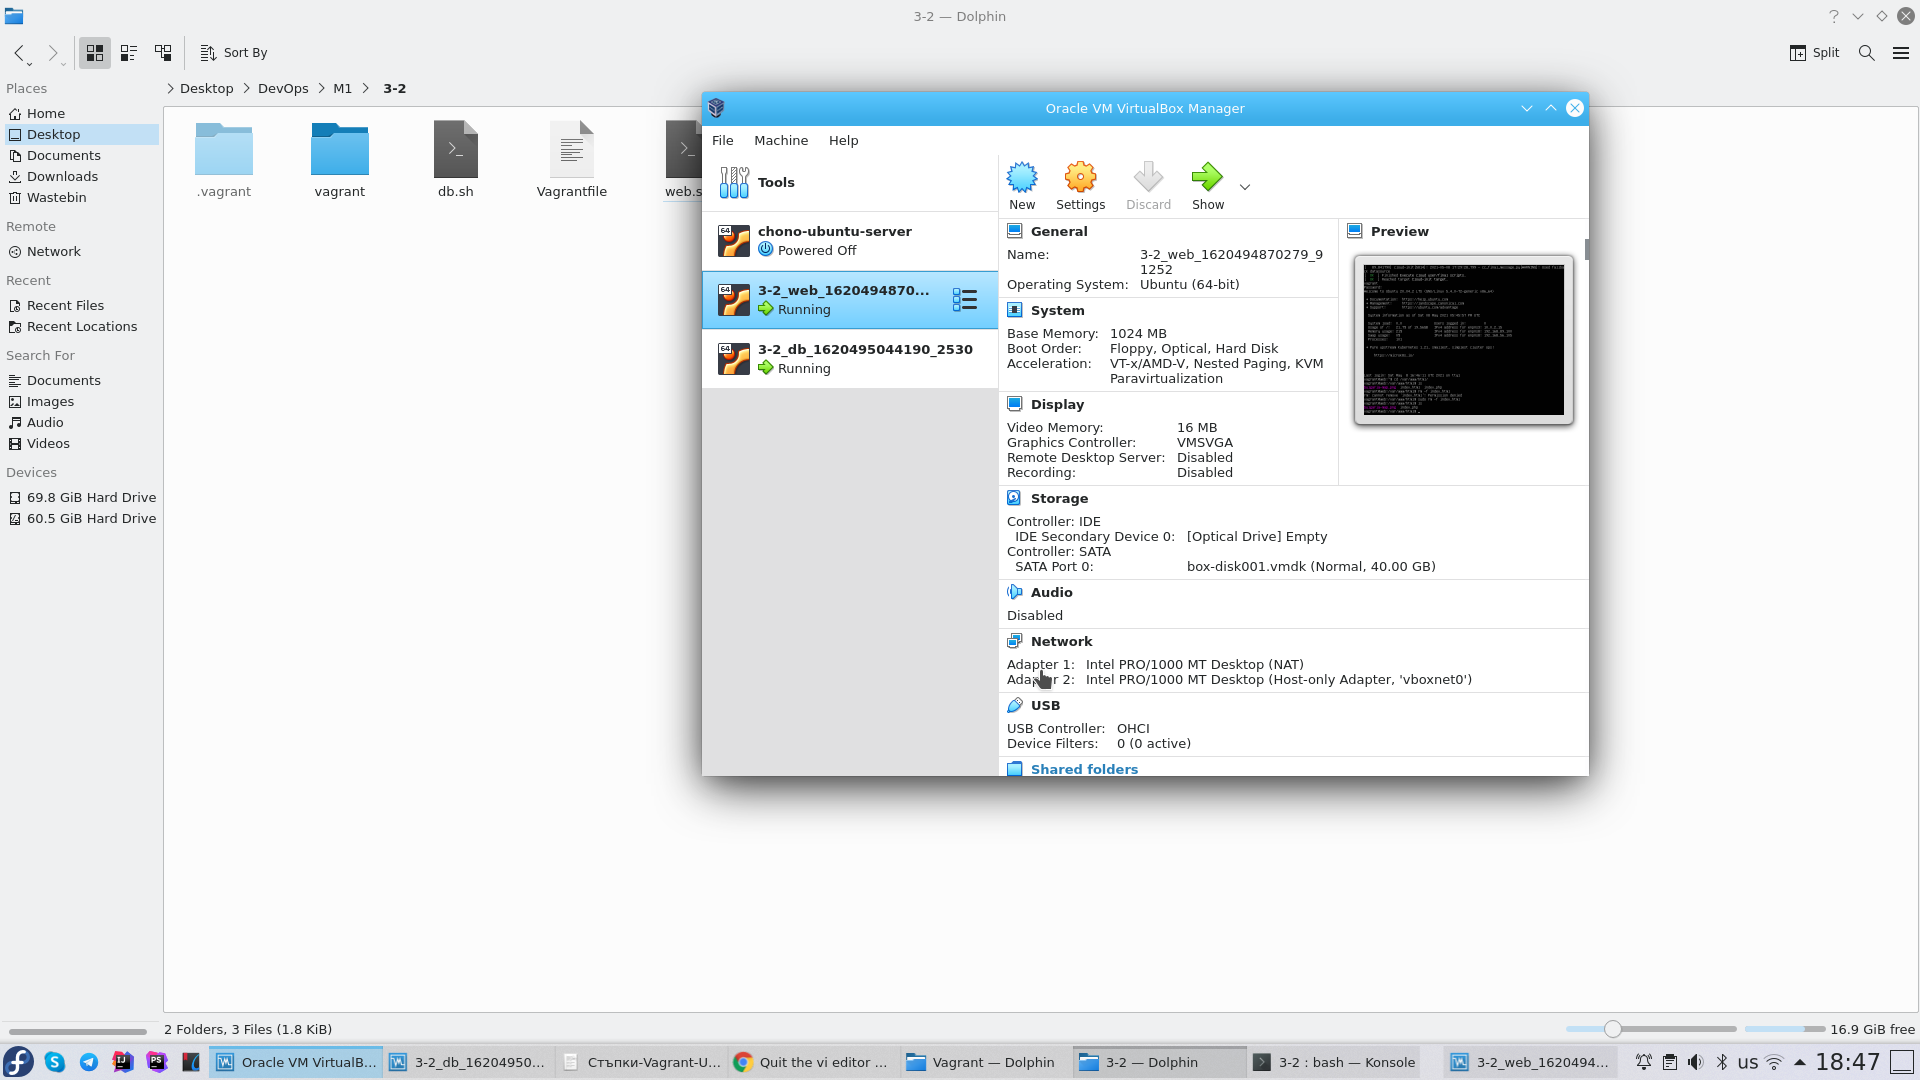 3-2 — Dolphin
Sort By
Split
Places
Home
Desktop
Documents
Downloads
Wastebin
Remote
Network
Recent
Recent Files
Recent Locations
Search For
Documents
Images
Audio
Videos
Devices
69.8 GiB Hard Drive
60.5 GiB Hard Drive
Desktop
DevOps
M1
3-2
.vagrant
vagrant
db.sh
Vagrantfile
web.s
Oracle VM VirtualBox Manager
File
Machine
Help
Tools
chono-ubuntu-server
Powered Off
3-2_web_1620494870...
Running
3-2_db_1620495044190_2530
Running
64
64
64
New
Settings
Discard
Show
General
Name: 3-2_web_1620494870279_9
1252
Operating System: Ubuntu (64-bit)
System
Base Memory: 1024 MB
Boot Order: Floppy, Optical, Hard Disk
Acceleration: VT-x/AMD-V, Nested Paging, KVM
Paravirtualization
Display
Video Memory: 16 MB
Graphics Controller: VMSVGA
Remote Desktop Server: Disabled
Recording: Disabled
Preview
Storage
Controller: IDE
IDE Secondary Device 0: [Optical Drive] Empty
Controller: SATA
SATA Port 0: box-disk001.vmdk (Normal, 40.00 GB)
Audio
Disabled
Network
Adapter 1: Intel PRO/1000 MT Desktop (NAT)
2: Intel PRO/1000 MT Desktop (Host-only Adapter, 'vboxnet0')
USB
USB Controller: OHCI
Device Filters: 0 (0 active)
Shared folders
2 Folders, 3 Files (1.8 KiB)
16.9 GiB free
Oracle VM VirtualB...
3-2_db_16204950...
Стъпки-Vagrant-U...
Quit the vi editor ...
Vagrant — Dolphin
3-2 — Dolphin
3-2 : bash — Konsole
3-2_web_1620494...
us
18:47